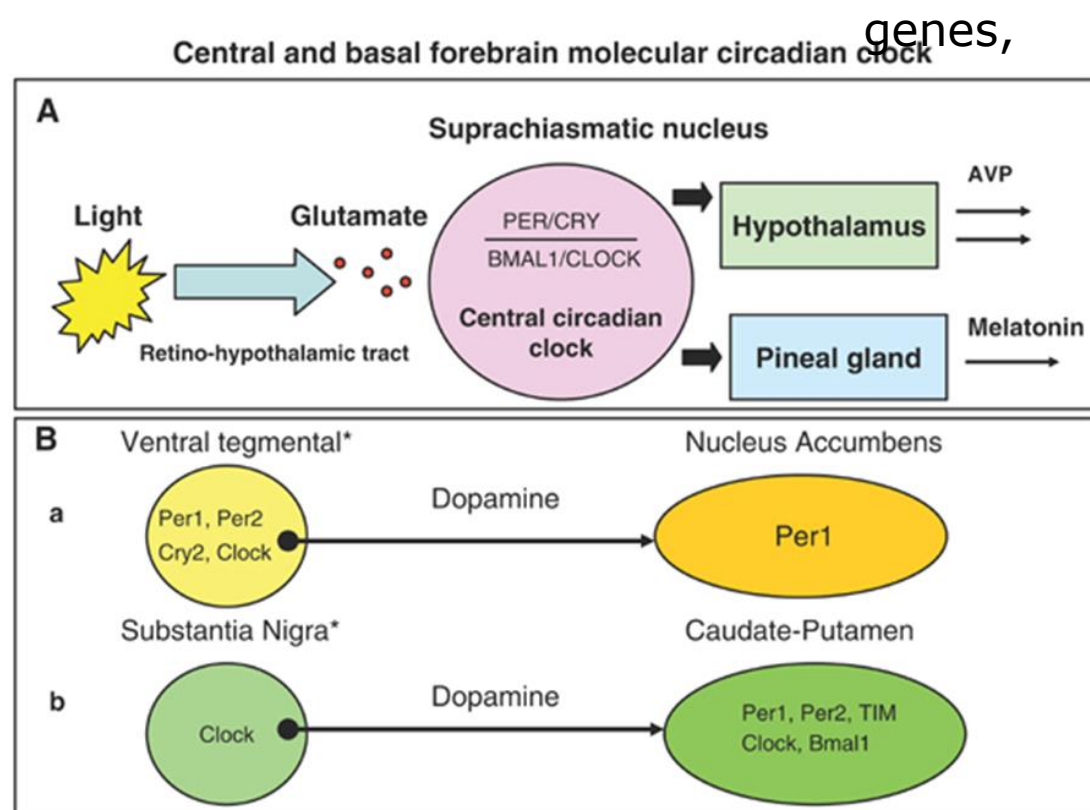 genes,
Central and basal forebrain molecular circadian clock
A
Suprachiasmatic nucleus
AVP
Light
Glutamate
PER/CRY
BMAL1/CLOCK
Hypothalamus
Central circadian
clock
Retino-hypothalamic tract
Melatonin
Pineal gland
B
Ventral tegmental*
Nucleus Accumbens
a
Dopamine
Per1, Per2
Cry2, Clock
Per1
Substantia Nigra*
Caudate-Putamen
b
Dopamine
Clock
Per1, Per2, TIM
Clock, Bmal1